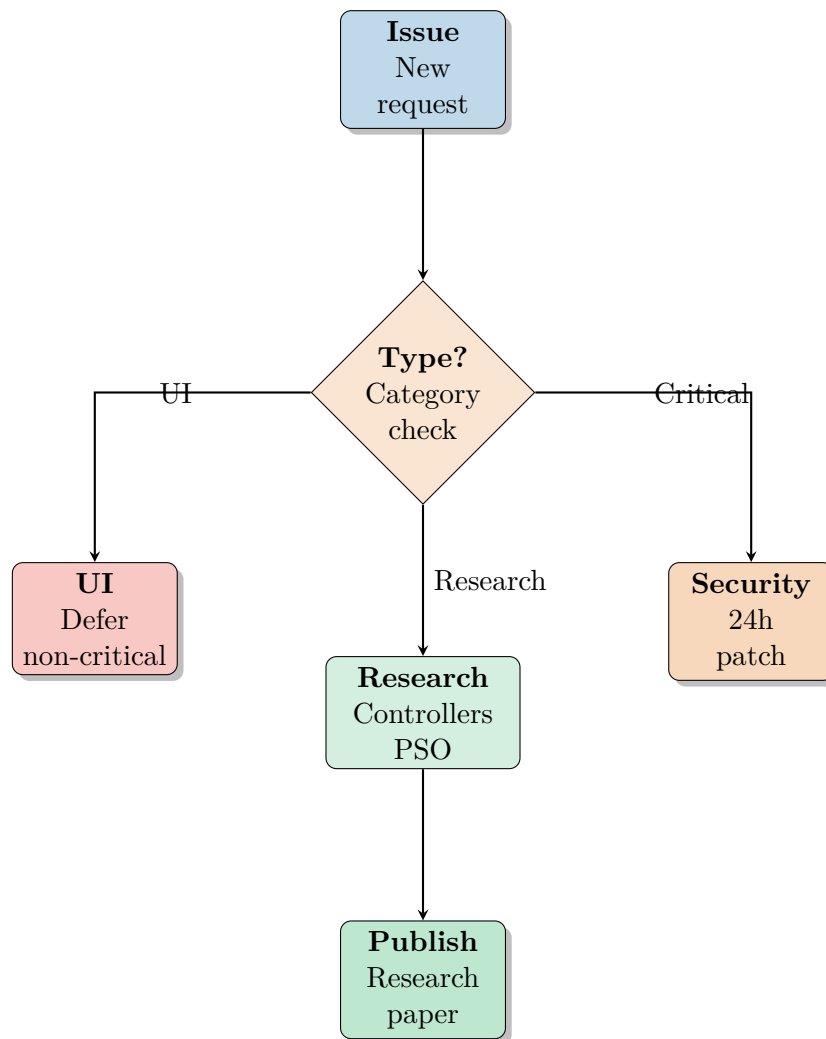 Issue
New
request
Type?
Category
check
UI
Critical
Research
UI
Defer
non-critical
Security
24h
patch
Research
Controllers
PSO
Publish
Research
paper